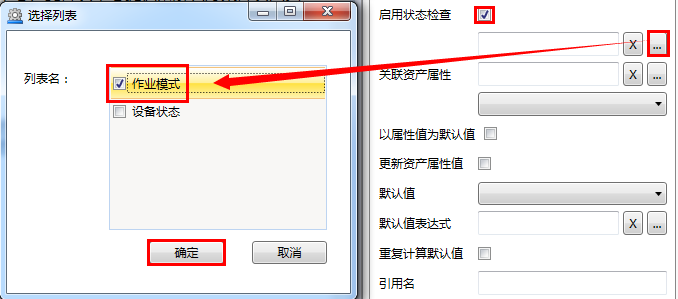 选择列表
列表名：
作业模式
设备状态
确定
取消
启用状态检查
X ...
关联资产属性
X ...
以属性值为默认值
更新资产属性值
默认值
默认值表达式
X ...
重复计算默认值
引用名